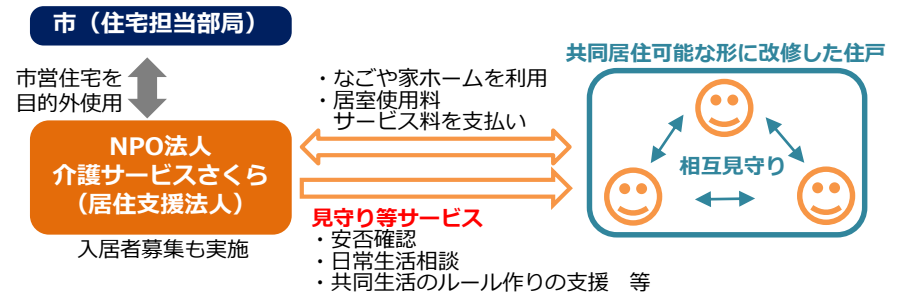 市（住宅担当部局）
市営住宅を
目的外使用
NPO法人
介護サービスさくら
（居住支援法人）
入居者募集も実施
・なごや家ホームを利用
・居室使用料
サービス料を支払い
見守り等サービス
・安否確認
・日常生活相談
・共同生活のルール作りの支援　等
共同居住可能な形に改修した住戸
相互見守り